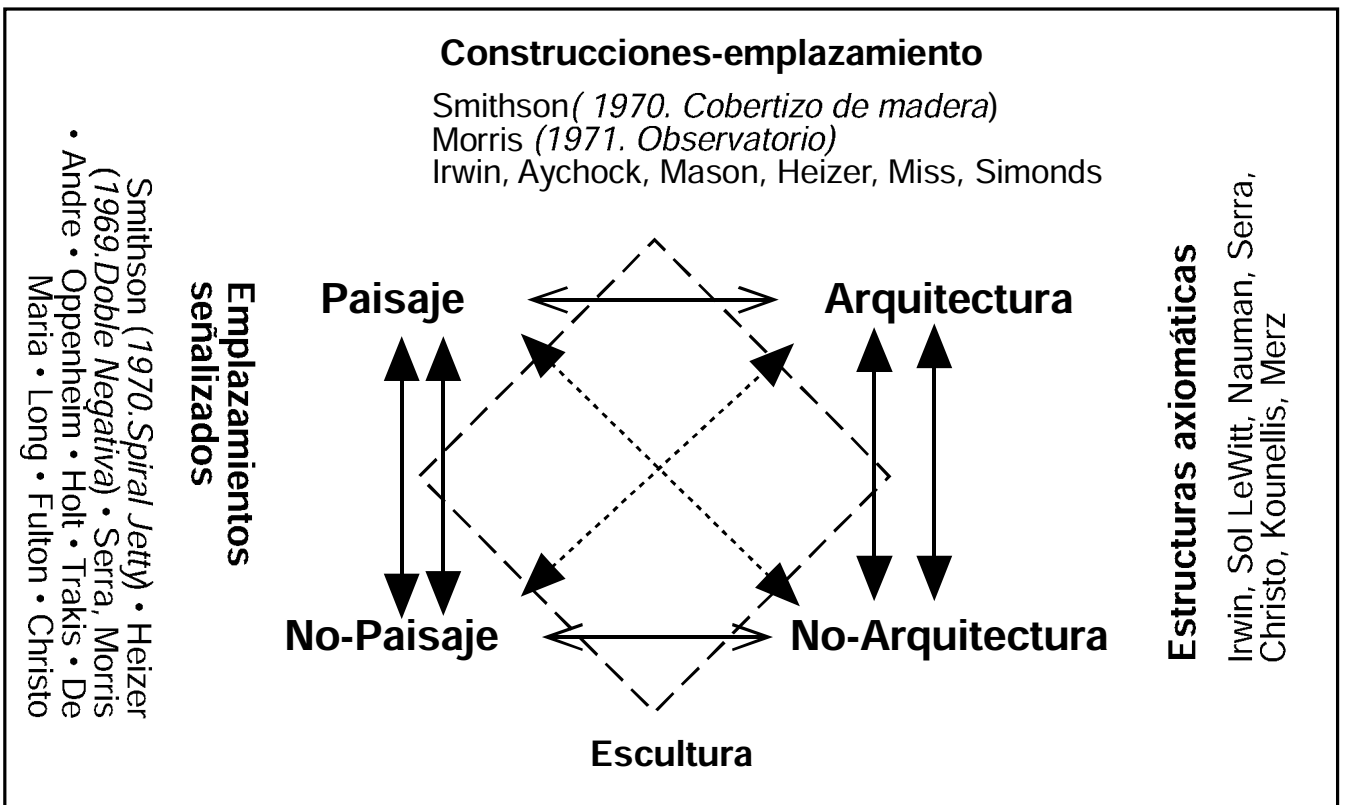 Construcciones-emplazamiento
Smithson( 1970. Cobertizo de madera)
Morris (1971. Observatorio)
Irwin, Aychock, Mason, Heizer, Miss, Simonds
Emplazamientos
señalizados
Smithson (1970.Spiral Jetty) • Heizer
(1969.Doble Negativa) • Serra, Morris
• Andre • Oppenheim • Holt • Trakis • De
Maria • Long • Fulton • Christo
Paisaje
Arquitectura
No-Paisaje
No-Arquitectura
Escultura
Estructuras axiomáticas
Irwin, Sol LeWitt, Nauman, Serra,
Christo, Kounellis, Merz